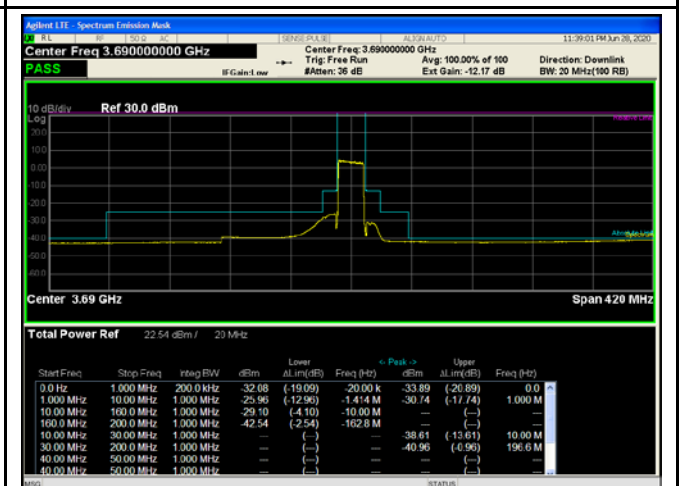 Agilent LTE - Spectrum Emission Mask
RL RF 50 Ω AC SENSE:PULSE ALIGN AUTO 11:39:01 PM Jun 28, 2020
Center Freq 3.690000000 GHz
Center Freq: 3.690000000 GHz
Trig: Free Run Avg: 100.00% of 100 Direction: Downlink
PASS IFGain:Low #Atten: 36 dB Ext Gain: -12.17 dB BW: 20 MHz(100 RB)
10 dB/div Ref 30.0 dBm
Log
20.0
10.0
0.00
-10.0
-20.0
-30.0
-40.0
-50.0
-60.0
Center 3.69 GHz Span 420 MHz
Total Power Ref 22.54 dBm / 20 MHz
Lower <- Peak -> Upper
Start Freq Stop Freq Integ BW dBm ΔLim(dB) Freq (Hz) dBm ΔLim(dB) Freq (Hz)
0.0 Hz 1.000 MHz 200.0 kHz -32.08 (-19.09) -20.00 k -33.89 (-20.89) 0.0
1.000 MHz 10.00 MHz 1.000 MHz -25.96 (-12.96) -1.414 M -30.74 (-17.74) 1.000 M
10.00 MHz 160.0 MHz 1.000 MHz -29.10 (-4.10) -10.00 M --- (---)
160.0 MHz 200.0 MHz 1.000 MHz -42.54 (-2.54) -162.8 M --- (---)
10.00 MHz 30.00 MHz 1.000 MHz --- (---) -38.61 (-13.61) 10.00 M
30.00 MHz 200.0 MHz 1.000 MHz --- (---) -40.96 (-0.96) 196.6 M
40.00 MHz 50.00 MHz 1.000 MHz --- (---) --- (---)
40.00 MHz 50.00 MHz 1.000 MHz --- (---) --- (---)
MSG STATUS